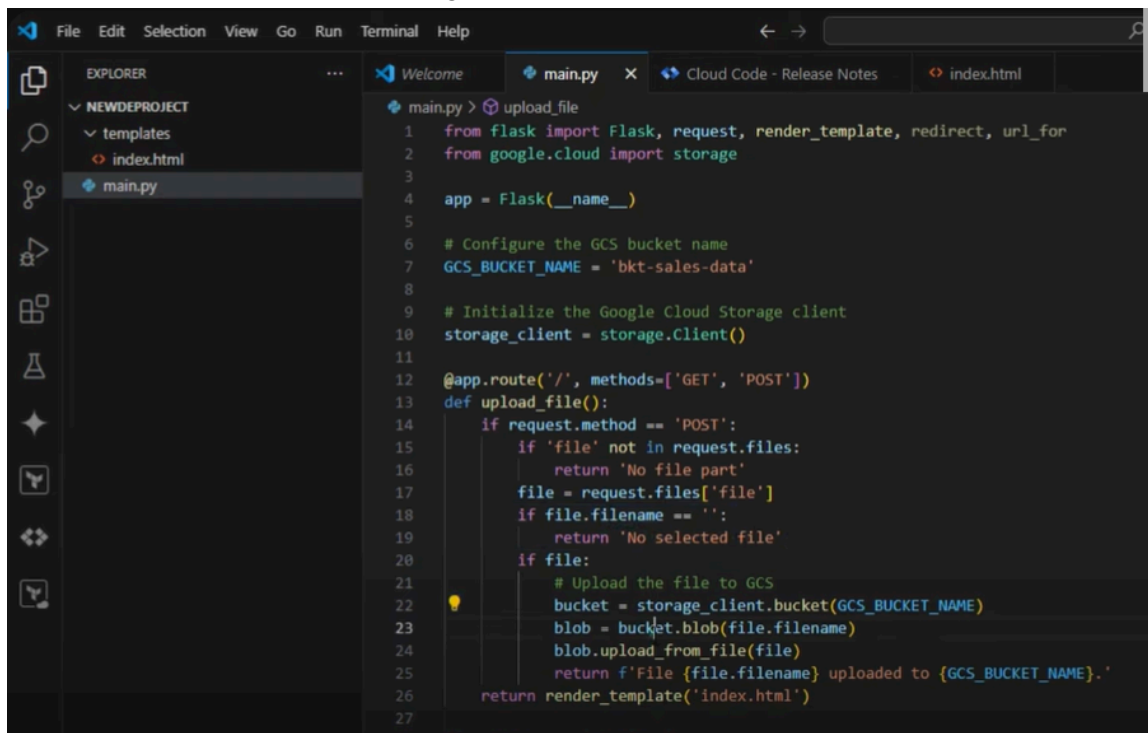 File Edit Selection View Go Run Terminal Help
EXPLORER ...
Welcome main.py Cloud Code - Release Notes index.html
NEWDEPROJECT
templates
index.html
main.py
main.py > upload_file
1 from flask import Flask, request, render_template, redirect, url_for
2 from google.cloud import storage
3
4 app = Flask(__name__)
5
6 # Configure the GCS bucket name
7 GCS_BUCKET_NAME = 'bkt-sales-data'
8
9 # Initialize the Google Cloud Storage client
10 storage_client = storage.Client()
11
12 @app.route('/', methods=['GET', 'POST'])
13 def upload_file():
14     if request.method == 'POST':
15         if 'file' not in request.files:
16             return 'No file part'
17         file = request.files['file']
18         if file.filename == '':
19             return 'No selected file'
20         if file:
21             # Upload the file to GCS
22             bucket = storage_client.bucket(GCS_BUCKET_NAME)
23             blob = bucket.blob(file.filename)
24             blob.upload_from_file(file)
25             return f'File {file.filename} uploaded to {GCS_BUCKET_NAME}.'
26     return render_template('index.html')
27